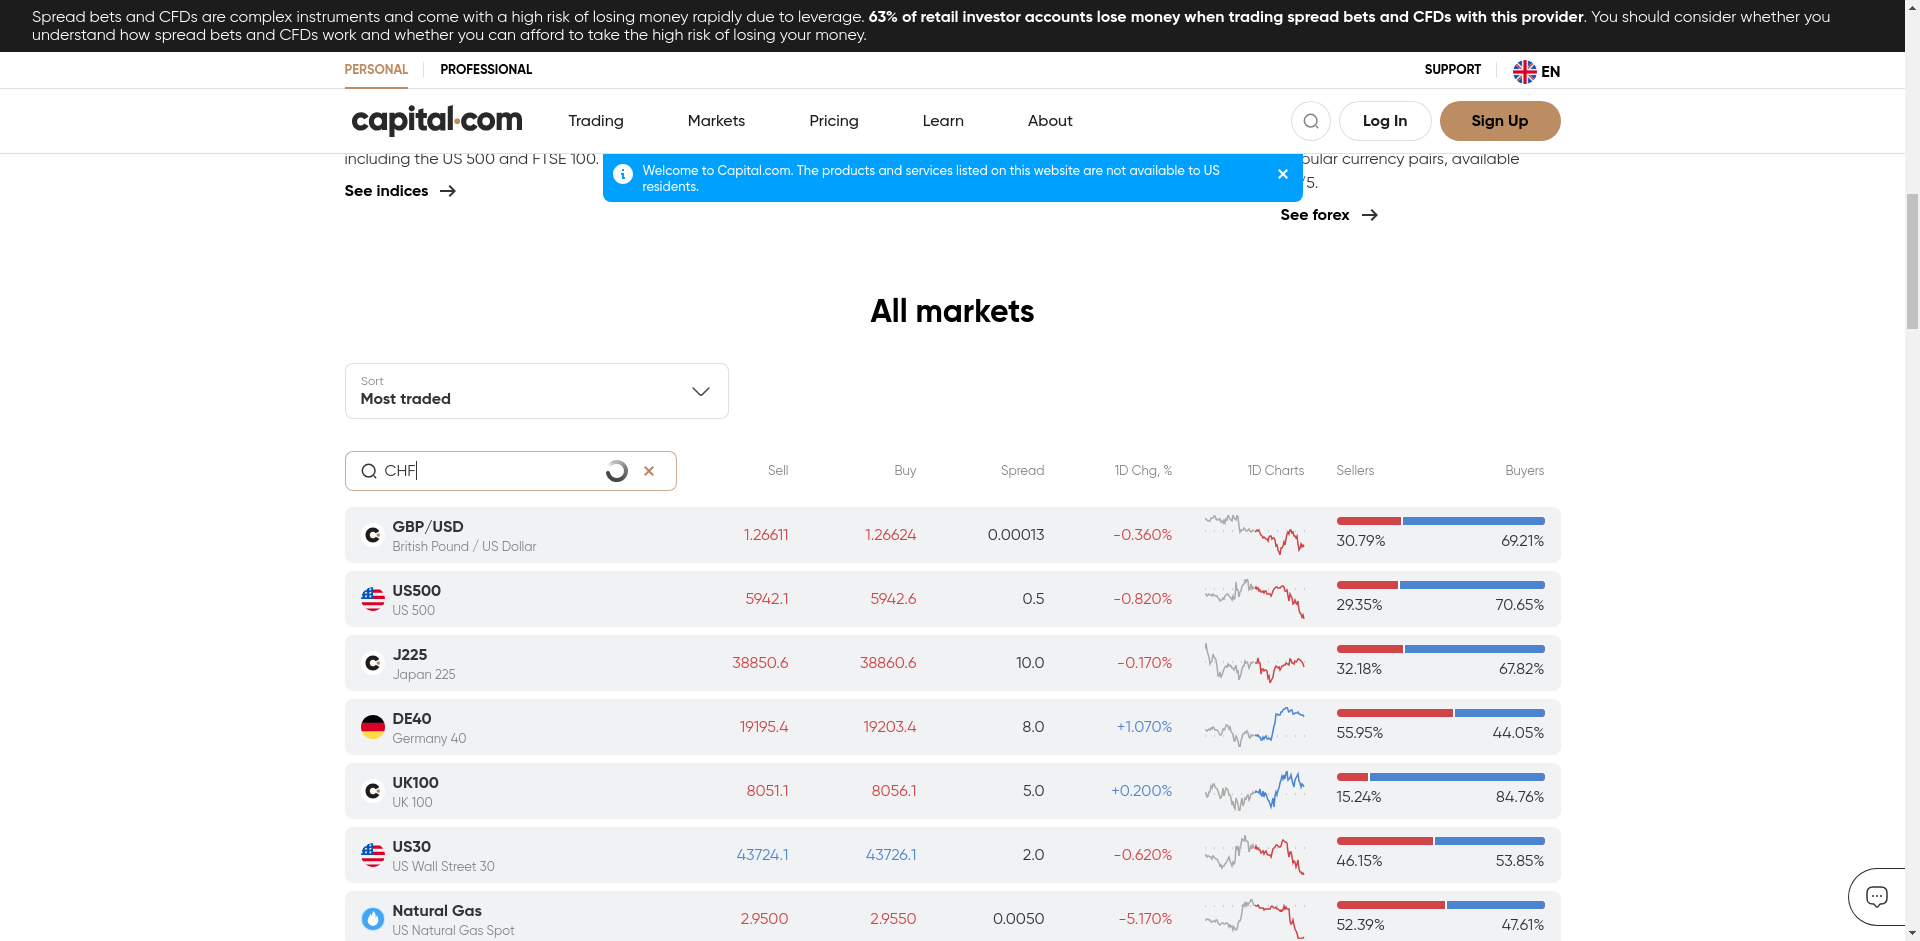 Spread bets and CFDs are complex instruments and come with a high risk of losing money rapidly due to leverage. 63% of retail investor accounts lose money when trading spread bets and CFDs with this provider. You should consider whether you
understand how spread bets and CFDs work and whether you can afford to take the high risk of losing your money.
PERSONAL PROFESSIONAL SUPPORT EN
capital.com Trading Markets Pricing Learn About Log In Sign Up
including the US 500 and FTSE 100.
Welcome to Capital.com. The products and services listed on this website are not available to US
residents.
currency pairs, available
/5.
See indices
See forex
All markets
Sort
Most traded
CHF Sell Buy Spread 1D Chg, % 1D Charts Sellers Buyers
GBP/USD
British Pound / US Dollar
1.26611 1.26624 0.00013 -0.360% 30.79% 69.21%
US500
US 500
5942.1 5942.6 0.5 -0.820% 29.35% 70.65%
J225
Japan 225
38850.6 38860.6 10.0 -0.170% 32.18% 67.82%
DE40
Germany 40
19195.4 19203.4 8.0 +1.070% 55.95% 44.05%
UK100
UK 100
8051.1 8056.1 5.0 +0.200% 15.24% 84.76%
US30
US Wall Street 30
43724.1 43726.1 2.0 -0.620% 46.15% 53.85%
Natural Gas
US Natural Gas Spot
2.9500 2.9550 0.0050 -5.170% 52.39% 47.61%